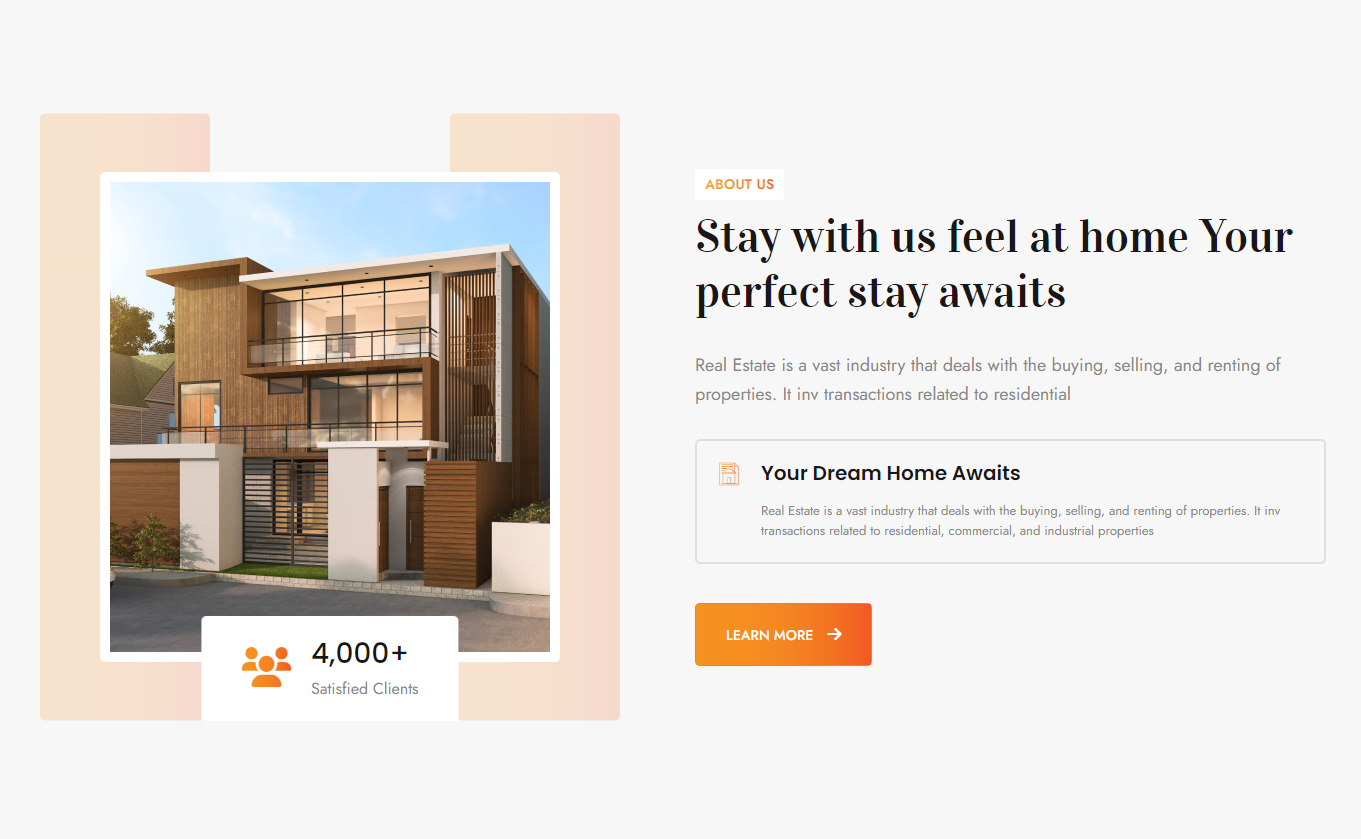 ABOUT US
Stay with us feel at home Your
perfect stay awaits
Real Estate is a vast industry that deals with the buying, selling, and renting of
properties. It inv transactions related to residential
Your Dream Home Awaits
Real Estate is a vast industry that deals with the buying, selling, and renting of properties. It inv
transactions related to residential, commercial, and industrial properties
LEARN MORE
4,000+
Satisfied Clients